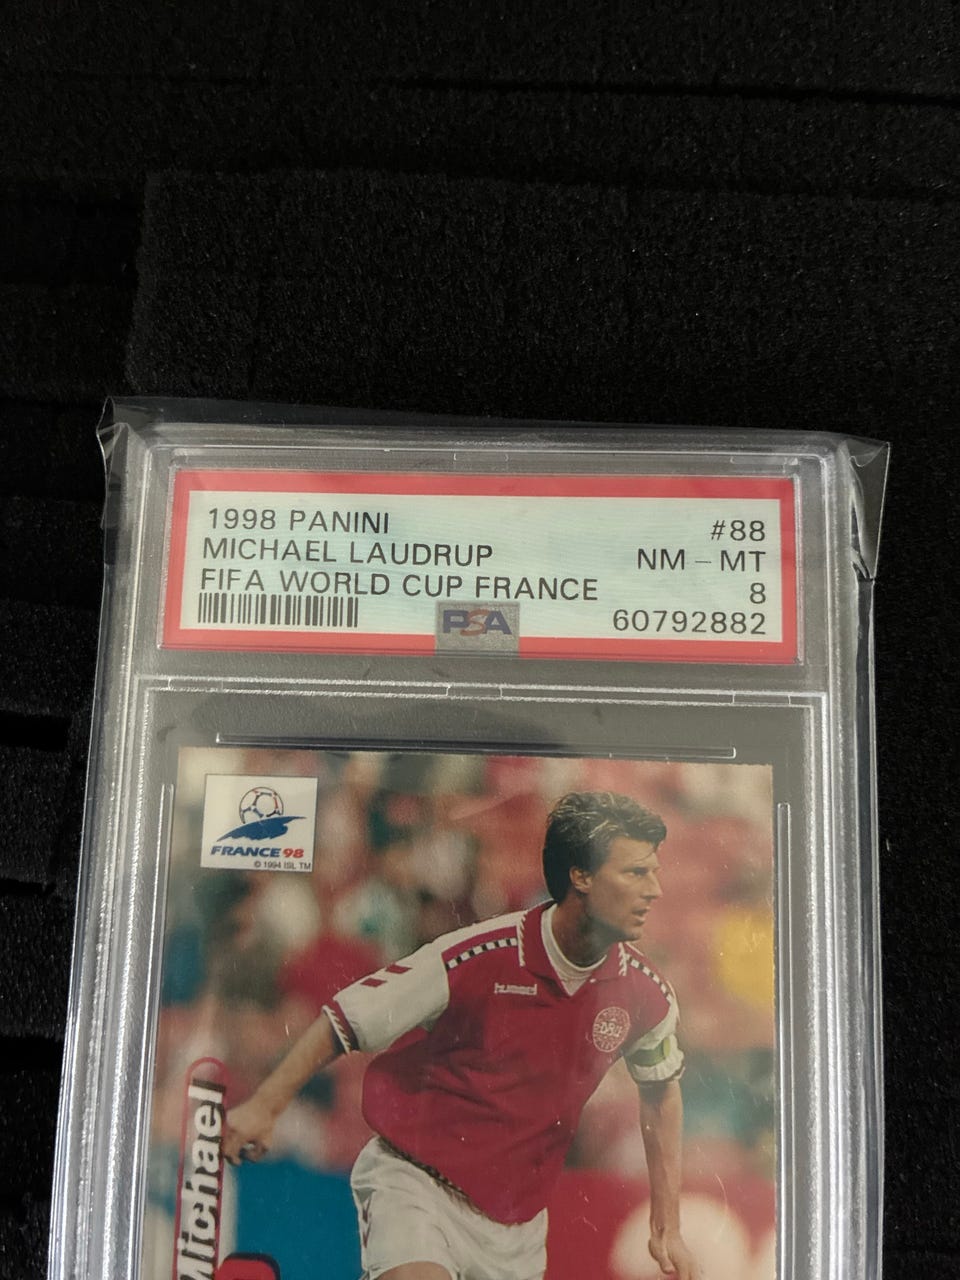 1998 PANINI #88
MICHAEL LAUDRUP NM - MT
FIFA WORLD CUP FRANCE 8
PSA 60792882
FRANCE 98
© 1994 ISL TM
hummel
DBU
Michael